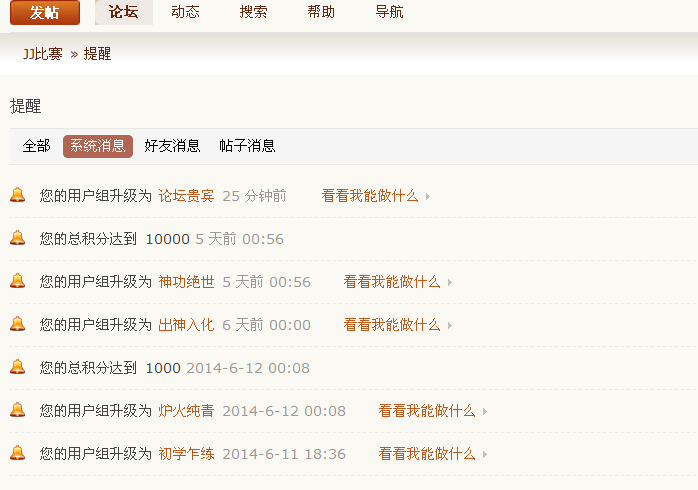 发帖 论坛 动态 搜索 帮助 导航
JJ比赛 » 提醒
提醒
全部 系统消息 好友消息 帖子消息
您的用户组升级为 论坛贵宾 25 分钟前 看看我能做什么
您的总积分达到 10000 5 天前 00:56
您的用户组升级为 神功绝世 5 天前 00:56 看看我能做什么
您的用户组升级为 出神入化 6 天前 00:00 看看我能做什么
您的总积分达到 1000 2014-6-12 00:08
您的用户组升级为 炉火纯青 2014-6-12 00:08 看看我能做什么
您的用户组升级为 初学乍练 2014-6-11 18:36 看看我能做什么